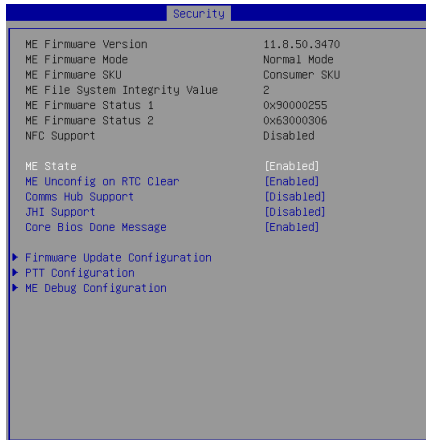 Security
ME Firmware Version 11.8.50.3470
ME Firmware Mode Normal Mode
ME Firmware SKU Consumer SKU
ME File System Integrity Value 2
ME Firmware Status 1 0x90000255
ME Firmware Status 2 0x63000306
NFC Support Disabled
ME State [Enabled]
ME Unconfig on RTC Clear [Enabled]
Comms Hub Support [Disabled]
JHI Support [Disabled]
Core Bios Done Message [Enabled]
Firmware Update Configuration
PTT Configuration
ME Debug Configuration